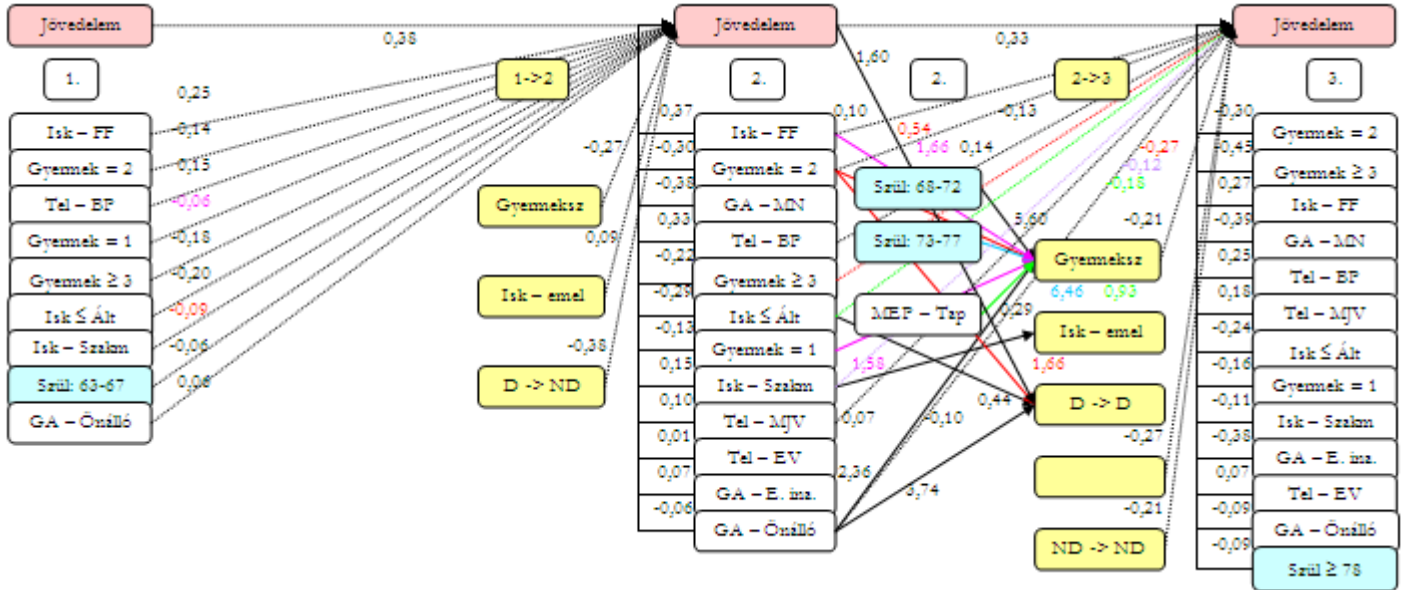 Jövedelem
Jövedelem
Jövedelem
0,38
0,33
1,60
1.
1->2
2.
2.
2->3
3.
0,25
-0,14
0,15
-0,06
-0,18
-0,20
-0,09
-0,06
0,06
Isk – FF
Gyermek = 2
Tel – BP
Gyermek = 1
Gyermek ≥ 3
Isk ≤ Ált
Isk – Szakm
Szül: 63-67
GA – Önálló
-0,27
Gyermeksz
0,09
Isk – emel
-0,38
D -> ND
0,37
-0,30
-0,38
0,33
-0,22
-0,29
-0,13
0,15
0,10
0,01
0,07
-0,06
Isk – FF
Gyermek = 2
GA – MN
Tel – BP
Gyermek ≥ 3
Isk ≤ Ált
Gyermek = 1
Isk – Szakm
Tel – MJV
Tel – EV
GA – E. ina.
GA – Önálló
0,10
-0,13
0,54
1,66
0,14
-0,27
-0,12
-0,18
Szül: 68-72
Szül: 73-77
MEP – Tap
5,60
-0,21
Gyermeksz
6,46
0,93
0,29
Isk – emel
1,58
1,66
0,44
D -> D
-0,07
-0,10
-0,27
2,36
3,74
-0,21
ND -> ND
-0,30
-0,45
0,27
-0,39
0,25
0,18
-0,24
-0,16
-0,11
-0,38
0,07
-0,09
-0,09
Gyermek = 2
Gyermek ≥ 3
Isk – FF
GA – MN
Tel – BP
Tel – MJV
Isk ≤ Ált
Gyermek = 1
Isk – Szakm
GA – E. ina.
Tel – EV
GA – Önálló
Szül ≥ 78